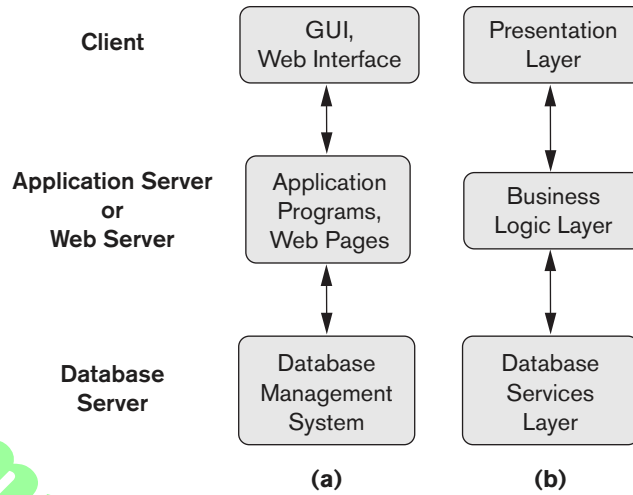 Client
GUI,
Web Interface
Presentation
Layer
Application Server
or
Web Server
Application
Programs,
Web Pages
Business
Logic Layer
Database
Server
Database
Management
System
Database
Services
Layer
(a)
(b)